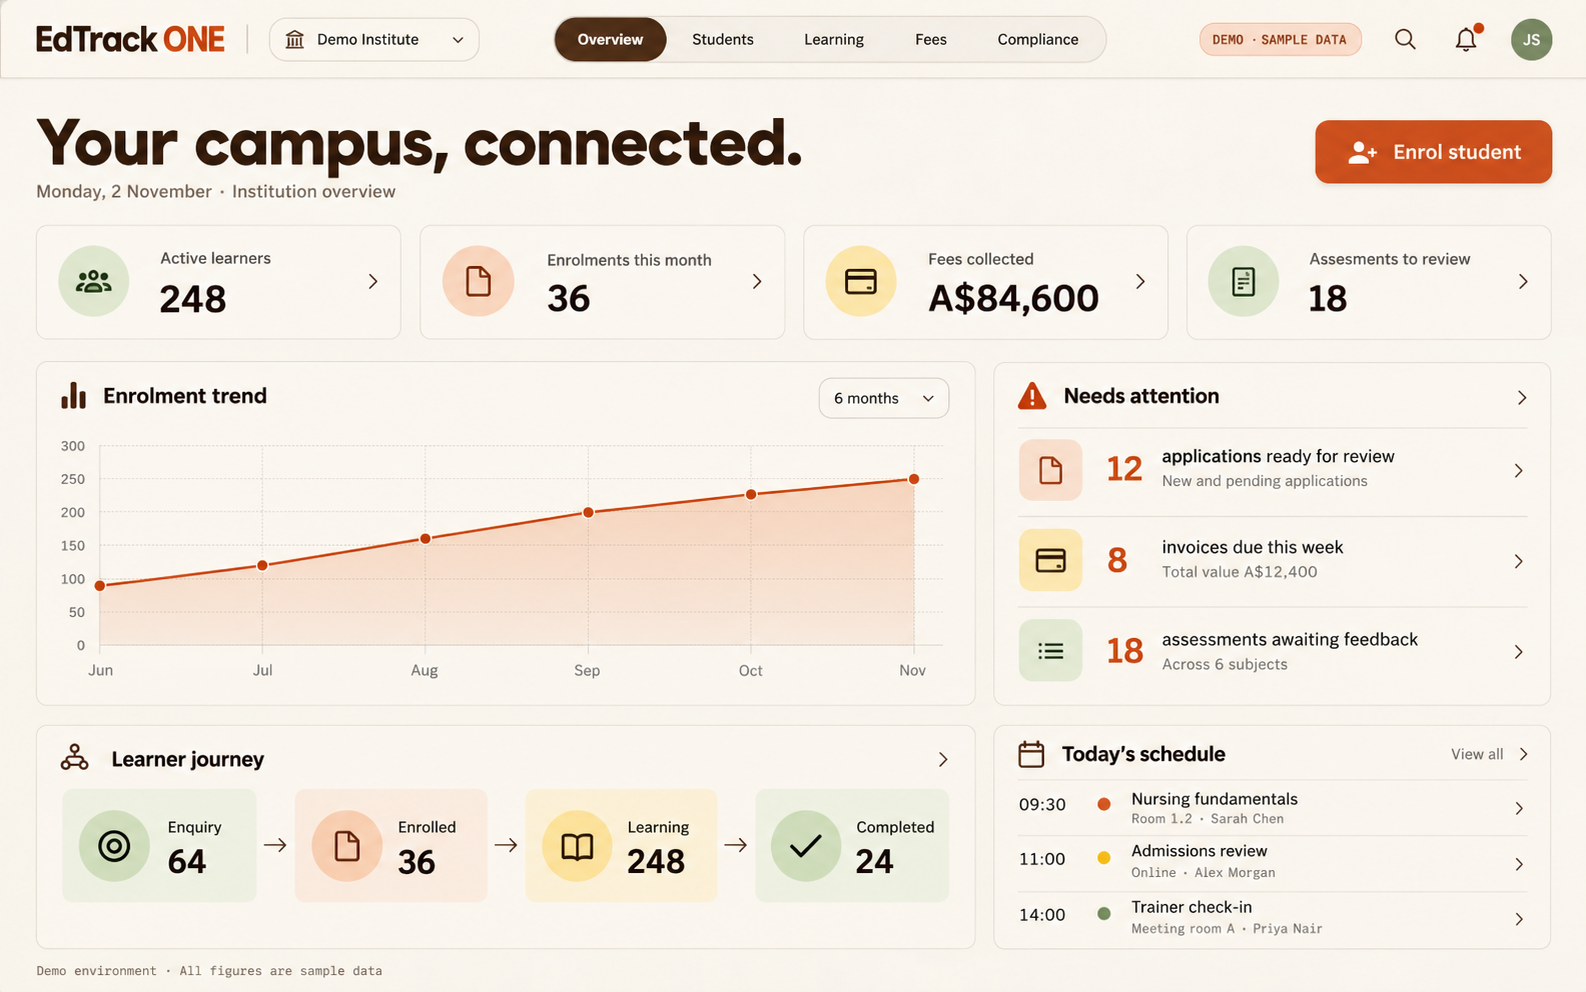 EdTrack ONE
Demo Institute
Overview
Students
Learning
Fees
Compliance
DEMO · SAMPLE DATA
JS
Your campus, connected.
Monday, 2 November · Institution overview
Enrol student
Active learners
248
Enrolments this month
36
Fees collected
A$84,600
Assesments to review
18
Enrolment trend
6 months
300
250
200
150
100
50
0
Jun
Jul
Aug
Sep
Oct
Nov
Needs attention
12
applications ready for review
New and pending applications
8
invoices due this week
Total value A$12,400
18
assessments awaiting feedback
Across 6 subjects
Learner journey
Enquiry
64
Enrolled
36
Learning
248
Completed
24
Today’s schedule
View all
09:30
Nursing fundamentals
Room 1.2 · Sarah Chen
11:00
Admissions review
Online · Alex Morgan
14:00
Trainer check-in
Meeting room A · Priya Nair
Demo environment · All figures are sample data